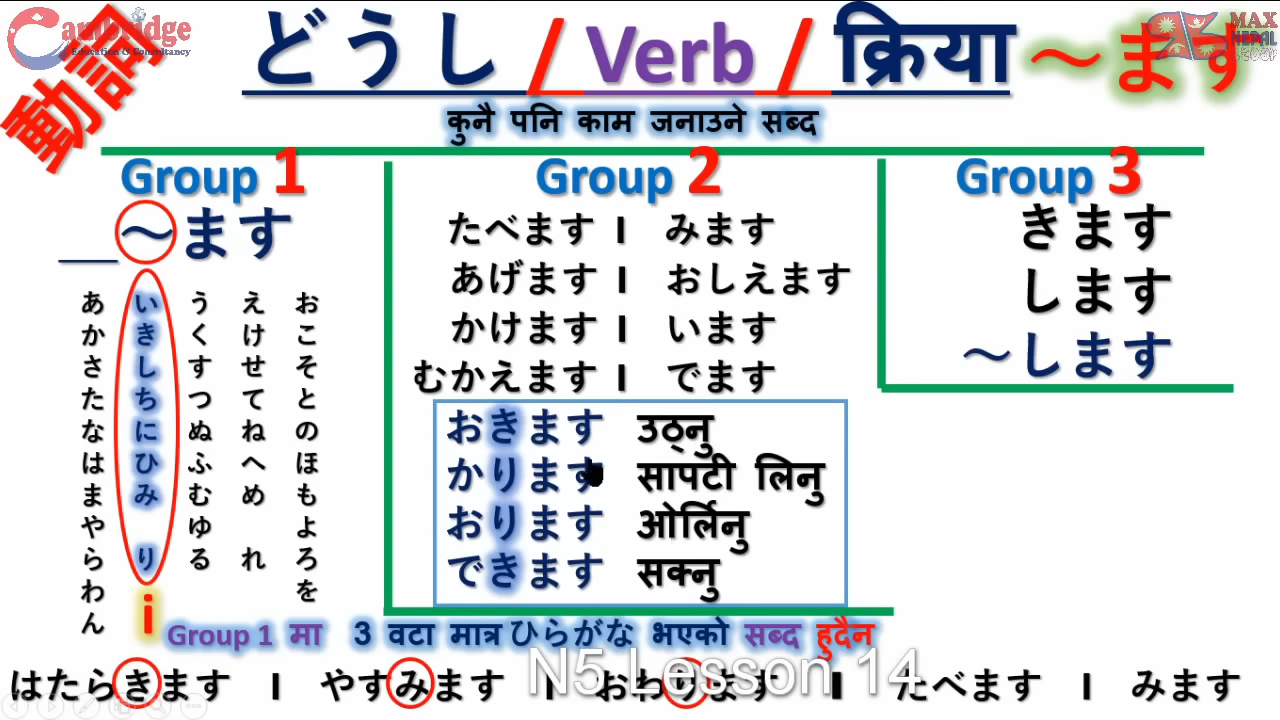 Cambridge
Education & Consultancy
MAX NEPAL
動詞
どうし / Verb / क्रिया ～ます
कुनै पनि काम जनाउने सब्द
Group 1
～ます
あ い う え お
か き く け こ
さ し す せ そ
た ち つ て と
な に ぬ ね の
は ひ ふ へ ほ
ま み む め も
や ゆ よ
ら り る れ ろ
わ を
ん
i
Group 2
たべます I みます
あげます I おしえます
かけます I います
むかえます I でます
おきます उठ्नु
かります सापटी लिनु
おります ओर्लिनु
できます सक्नु
Group 3
きます
します
～します
Group 1 मा 3 वटा मात्र ひらがな भएको सब्द हुदैन
はたらきます I やすみます I おわります I たべます I みます
N5 Lesson 14